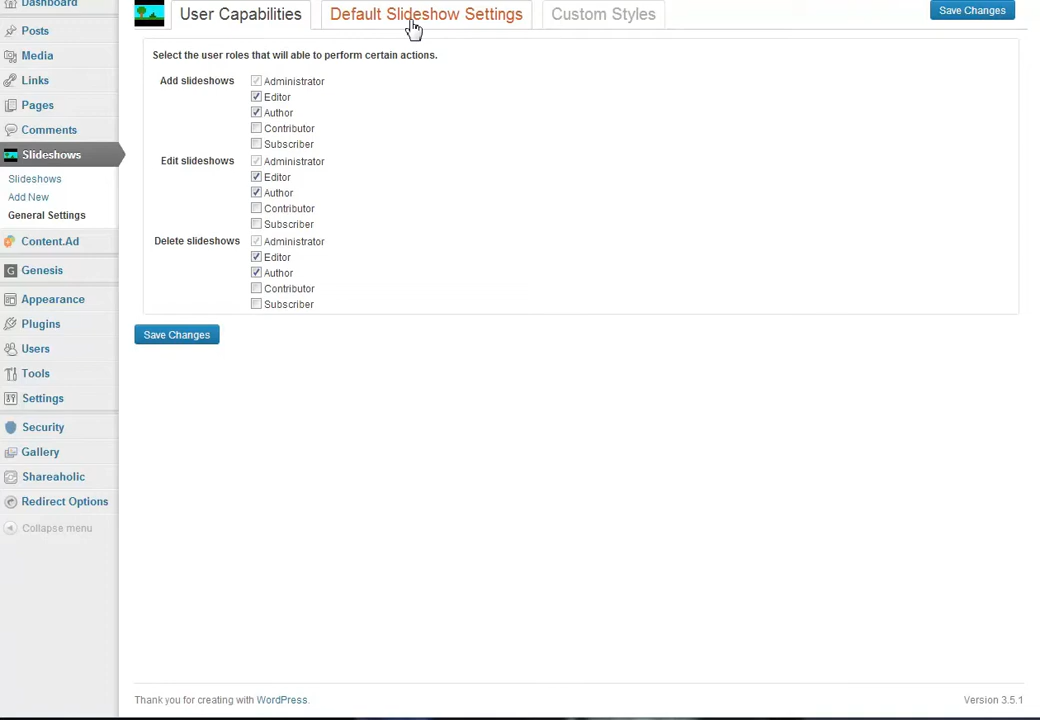 Dashboard
Posts
Media
Links
Pages
Comments
Slideshows
Slideshows
Add New
General Settings
Content.Ad
Genesis
Appearance
Plugins
Users
Tools
Settings
Security
Gallery
Shareaholic
Redirect Options
Collapse menu
User Capabilities Default Slideshow Settings Custom Styles Save Changes
Select the user roles that will able to perform certain actions.
Add slideshows Administrator
Editor
Author
Contributor
Subscriber
Edit slideshows Administrator
Editor
Author
Contributor
Subscriber
Delete slideshows Administrator
Editor
Author
Contributor
Subscriber
Save Changes
Thank you for creating with WordPress. Version 3.5.1